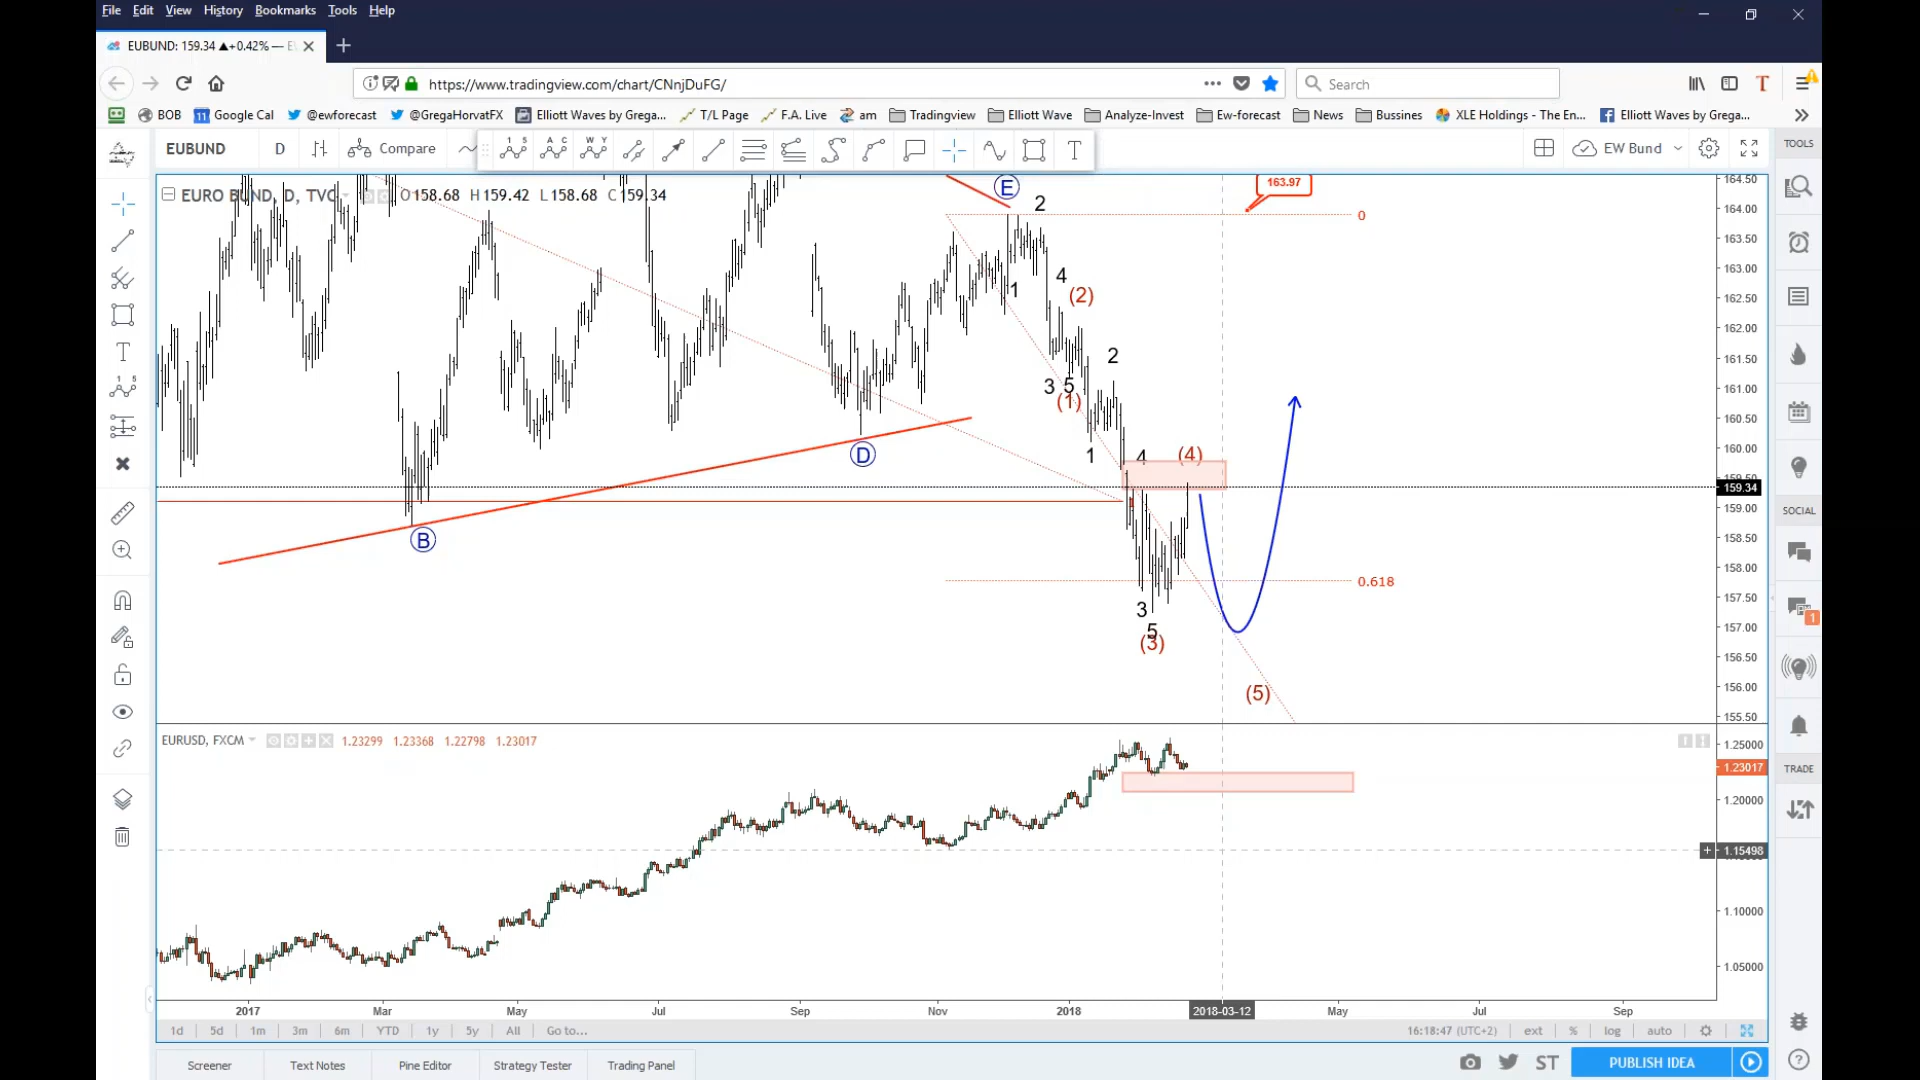 File Edit View History Bookmarks Tools Help
EUBUND: 159.34 ▲+0.42% — E
https://www.tradingview.com/chart/CNnjDuFG/
Search
BOB
Google Cal
@ewforecast
@GregaHorvatFX
Elliott Waves by Grega...
T/L Page
F.A. Live
am
Tradingview
Elliott Wave
Analyze-Invest
Ew-forecast
News
Bussines
XLE Holdings - The En...
Elliott Waves by Grega...
EUBUND D Compare EW Bund
TOOLS
EURO BUND, D, TVC O158.68 H159.42 L158.68 C159.34
E
2
163.97
0
4
(2)
1
2
3 5
(1)
D
1
4
(4)
B
0.618
3
5
(3)
(5)
164.50
164.00
163.50
163.00
162.50
162.00
161.50
161.00
160.50
160.00
159.34
159.00
158.50
158.00
157.50
157.00
156.50
156.00
155.50
EURUSD, FXCM 1.23299 1.23368 1.22798 1.23017
1.25000
1.23017
1.20000
1.15498
1.10000
1.05000
2017 Mar May Jul Sep Nov 2018 2018-03-12 May Jul Sep
1d 5d 1m 3m 6m YTD 1y 5y All Go to... 16:18:47 (UTC+2) ext % log auto
Screener Text Notes Pine Editor Strategy Tester Trading Panel ST PUBLISH IDEA
SOCIAL
1
TRADE